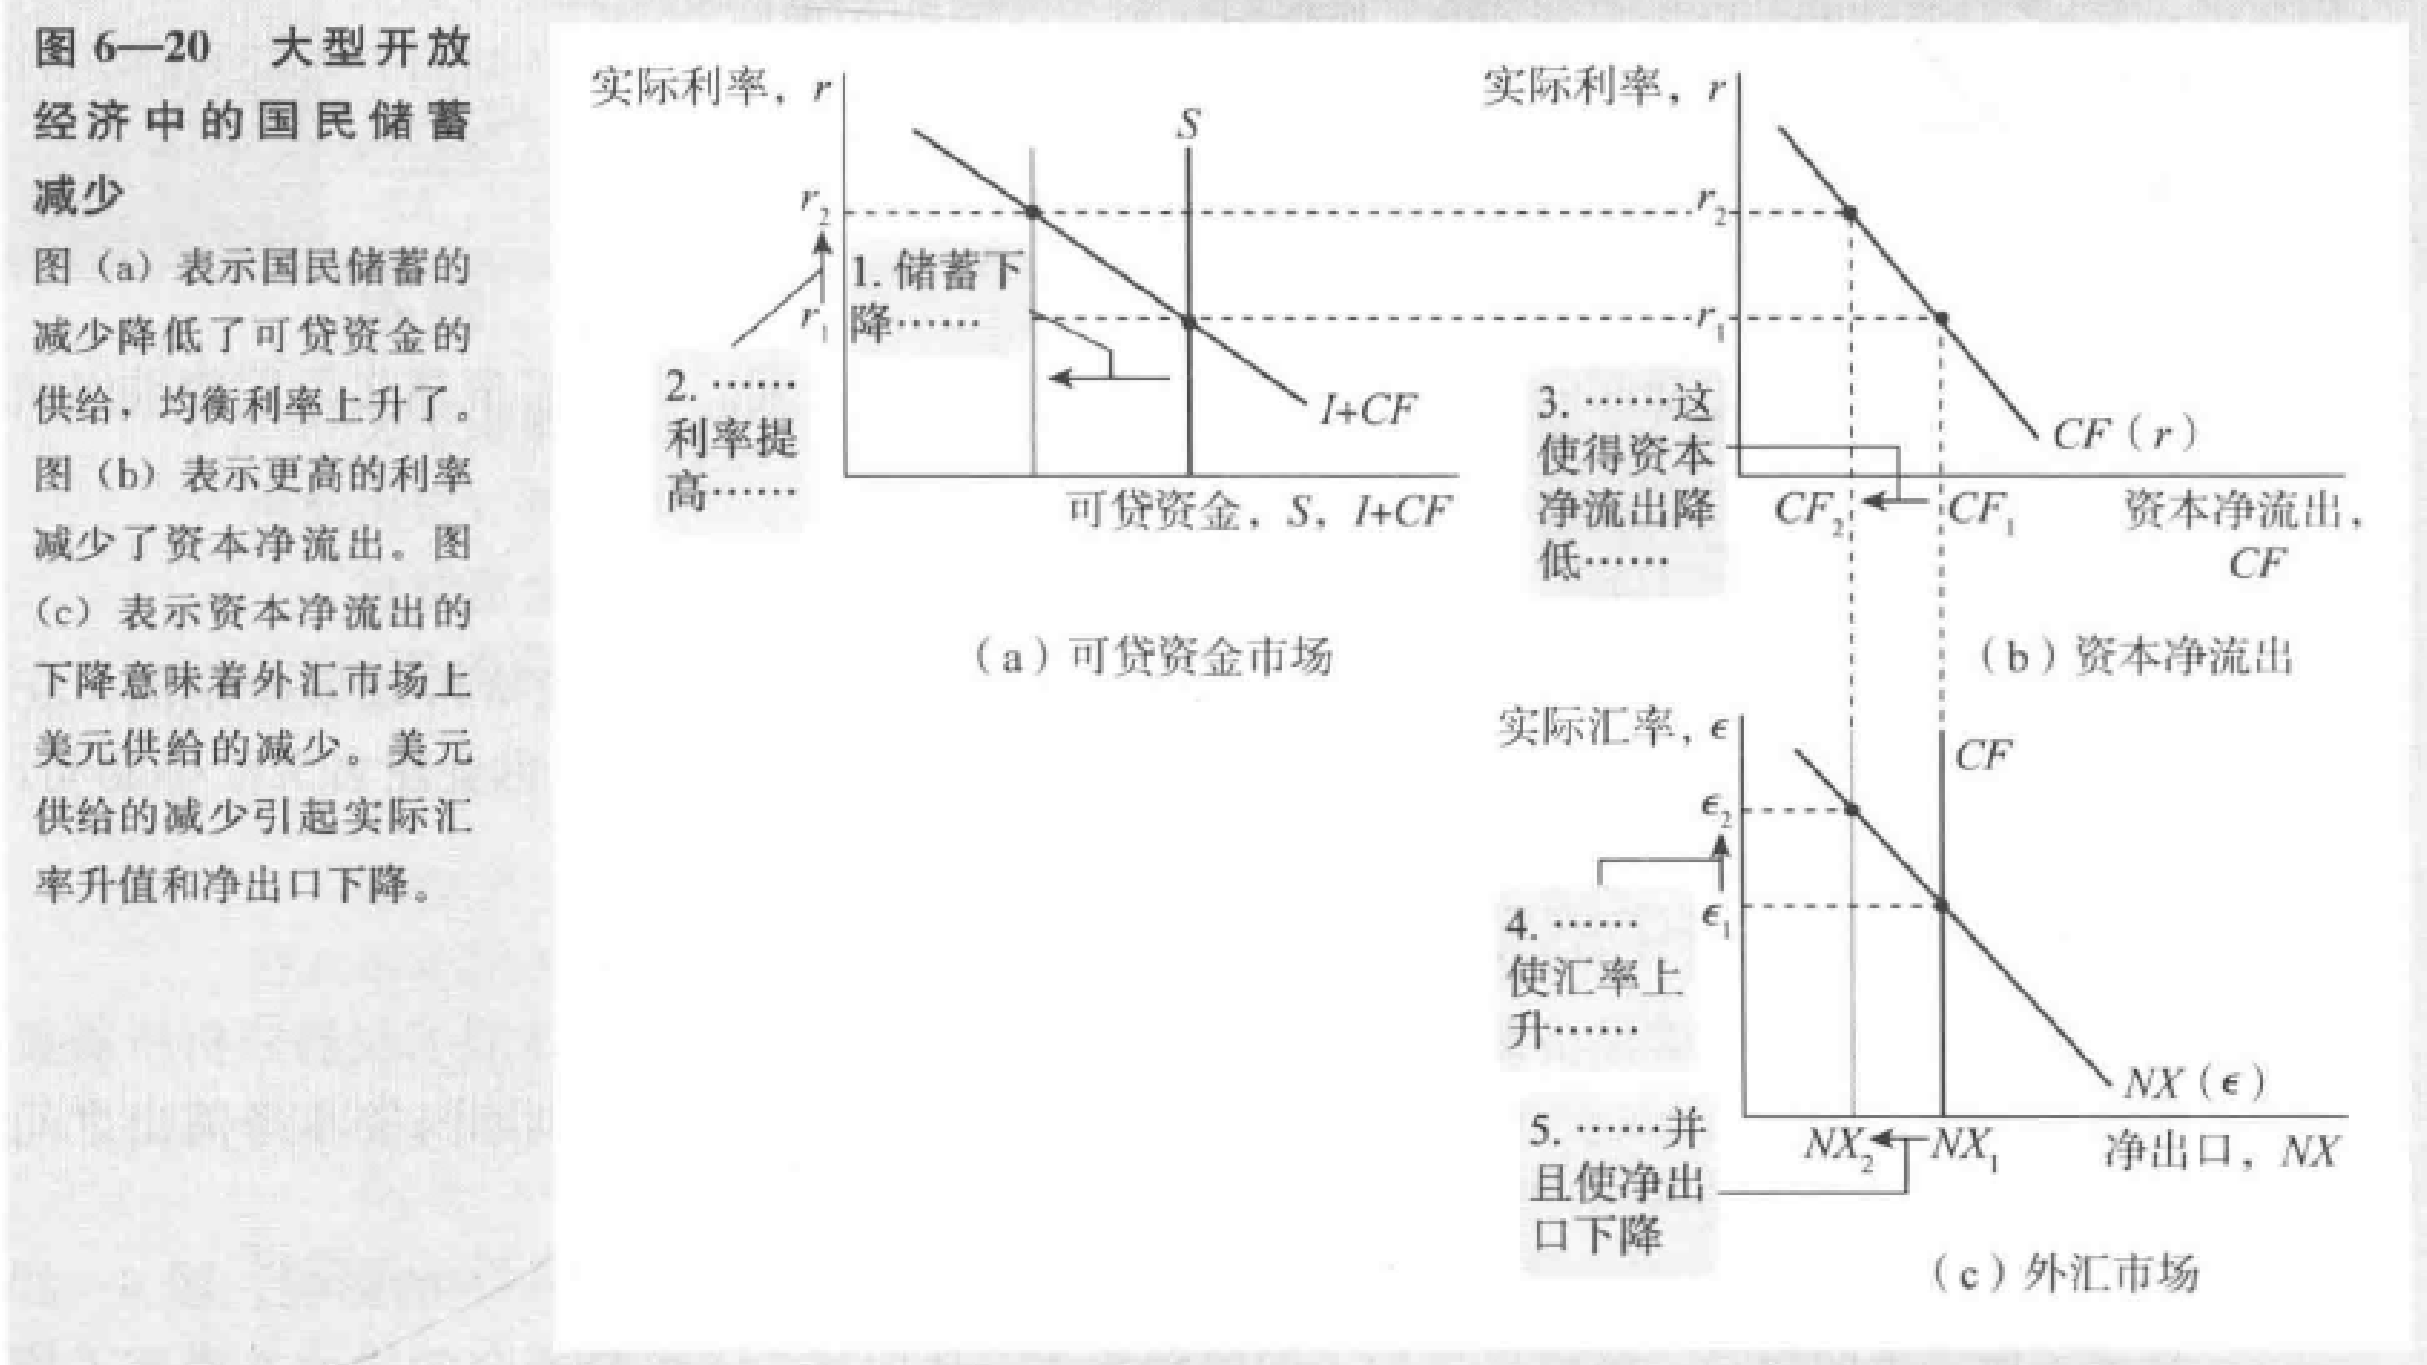 图 6—20 大型开放
经济中的国民储蓄
减少
图（a）表示国民储蓄的
减少降低了可贷资金的
供给，均衡利率上升了。
图（b）表示更高的利率
减少了资本净流出。图
（c）表示资本净流出的
下降意味着外汇市场上
美元供给的减少。美元
供给的减少引起实际汇
率升值和净出口下降。
实际利率，r
S
r₂
r₁
1. 储蓄下
降……
2. ……
利率提
高……
I+CF
可贷资金，S，I+CF
（a）可贷资金市场
实际利率，r
r₂
r₁
3. ……这
使得资本
净流出降
低……
CF（r）
CF₂
CF₁
资本净流出，
CF
（b）资本净流出
实际汇率，ϵ
CF
ϵ₂
ϵ₁
4. ……
使汇率上
升……
NX（ϵ）
5. ……并
且使净出
口下降
NX₂
NX₁
净出口，NX
（c）外汇市场